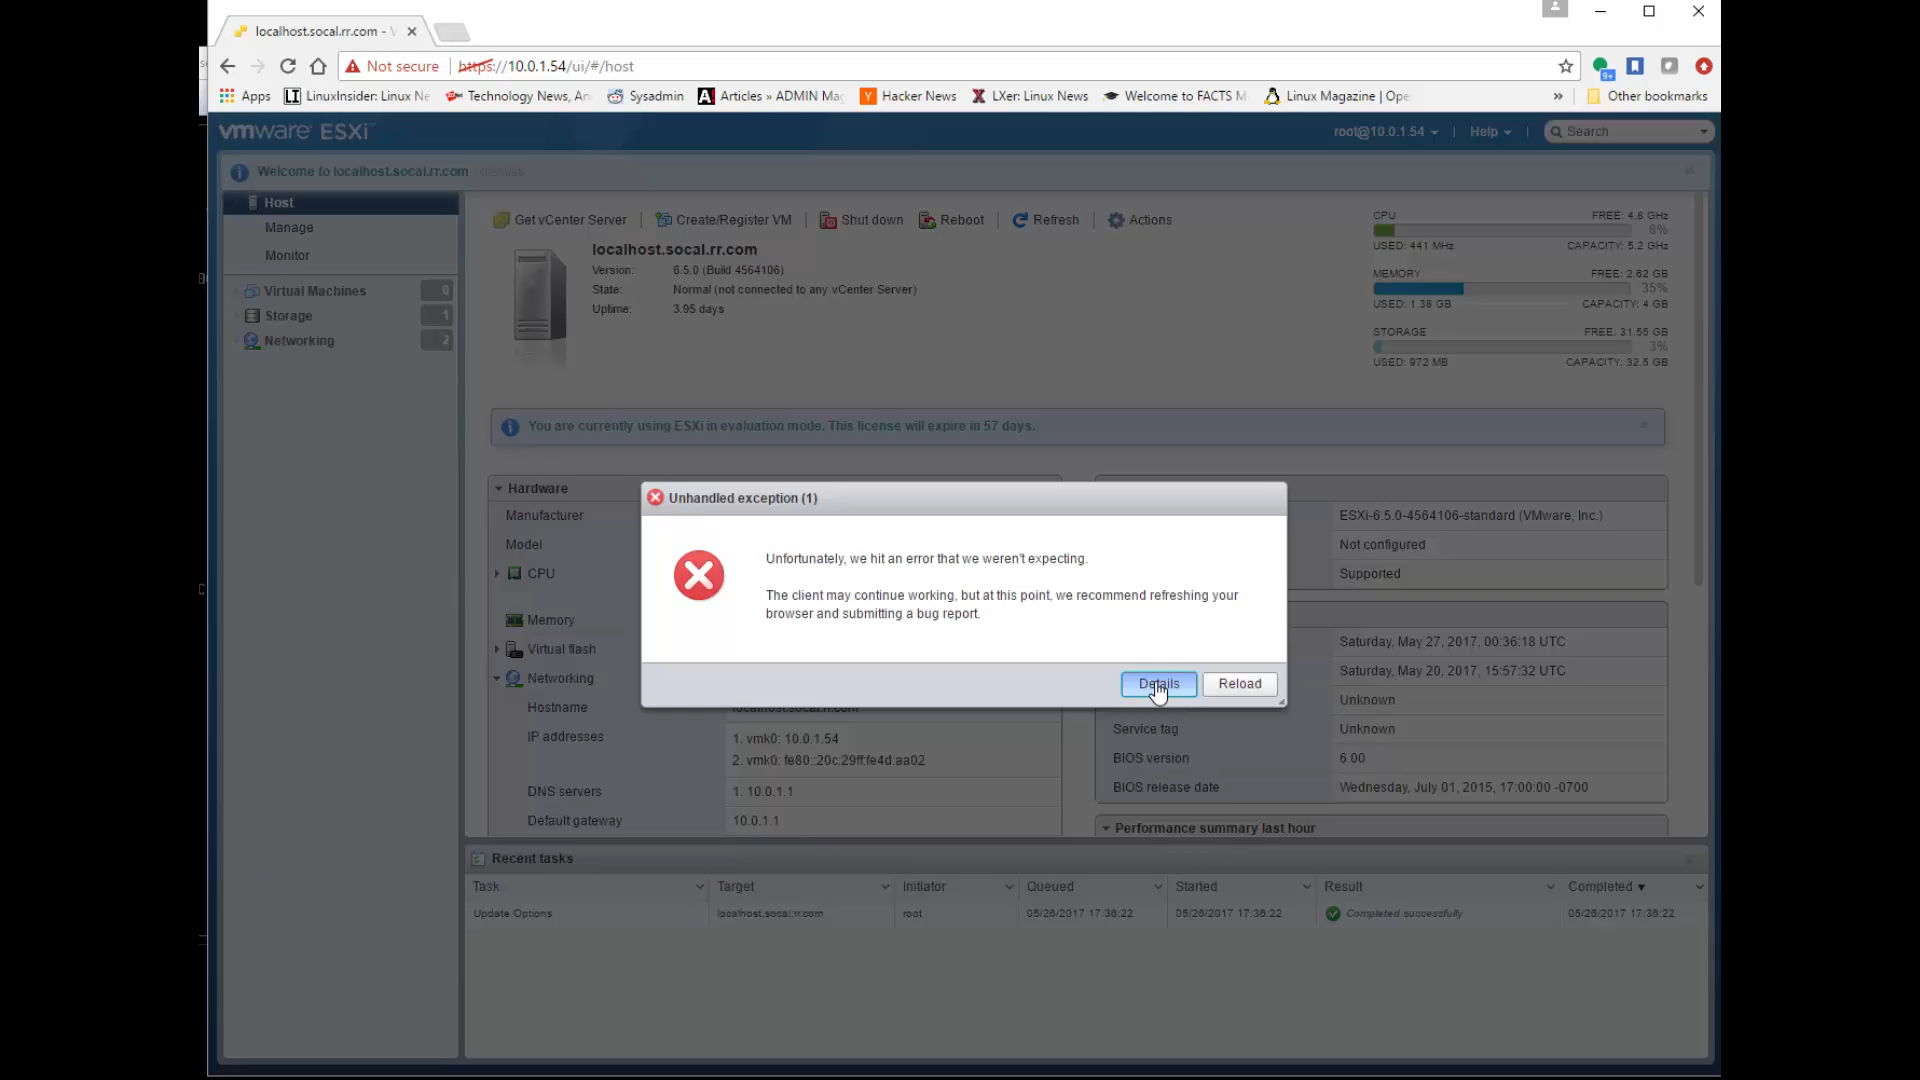 localhost.socal.rr.com -
Not secure
https://10.0.1.54/ui/#/host
9+
Apps
LinuxInsider: Linux Ne
Technology News, An
Sysadmin
Articles » ADMIN Mag
Hacker News
LXer: Linux News
Welcome to FACTS M
Linux Magazine | Ope
»
Other bookmarks
vmware ESXi™
root@10.0.1.54
Help
Search
Welcome to localhost.socal.rr.com dismiss
Host
Manage
Monitor
Virtual Machines 0
Storage 1
Networking 2
Get vCenter Server
Create/Register VM
Shut down
Reboot
Refresh
Actions
localhost.socal.rr.com
Version: 6.5.0 (Build 4564106)
State: Normal (not connected to any vCenter Server)
Uptime: 3.95 days
CPU FREE: 4.8 GHz
8%
USED: 441 MHz CAPACITY: 5.2 GHz
MEMORY FREE: 2.62 GB
35%
USED: 1.38 GB CAPACITY: 4 GB
STORAGE FREE: 31.55 GB
3%
USED: 972 MB CAPACITY: 32.5 GB
You are currently using ESXi in evaluation mode. This license will expire in 57 days.
Hardware
Manufacturer
Model
CPU
Memory
Virtual flash
Networking
Hostname localhost.socal.rr.com
IP addresses 1. vmk0: 10.0.1.54
2. vmk0: fe80::20c:29ff:fe4d:aa02
DNS servers 1. 10.0.1.1
Default gateway 10.0.1.1
ESXi-6.5.0-4564106-standard (VMware, Inc.)
Not configured
Supported
Saturday, May 27, 2017, 00:36:18 UTC
Saturday, May 20, 2017, 15:57:32 UTC
Unknown
Service tag Unknown
BIOS version 6.00
BIOS release date Wednesday, July 01, 2015, 17:00:00 -0700
Performance summary last hour
Unhandled exception (1)
Unfortunately, we hit an error that we weren't expecting.
The client may continue working, but at this point, we recommend refreshing your
browser and submitting a bug report.
Details
Reload
Recent tasks
Task Target Initiator Queued Started Result Completed ▼
Update Options localhost.socal.rr.com root 05/26/2017 17:36:22 05/26/2017 17:36:22 Completed successfully 05/26/2017 17:36:22